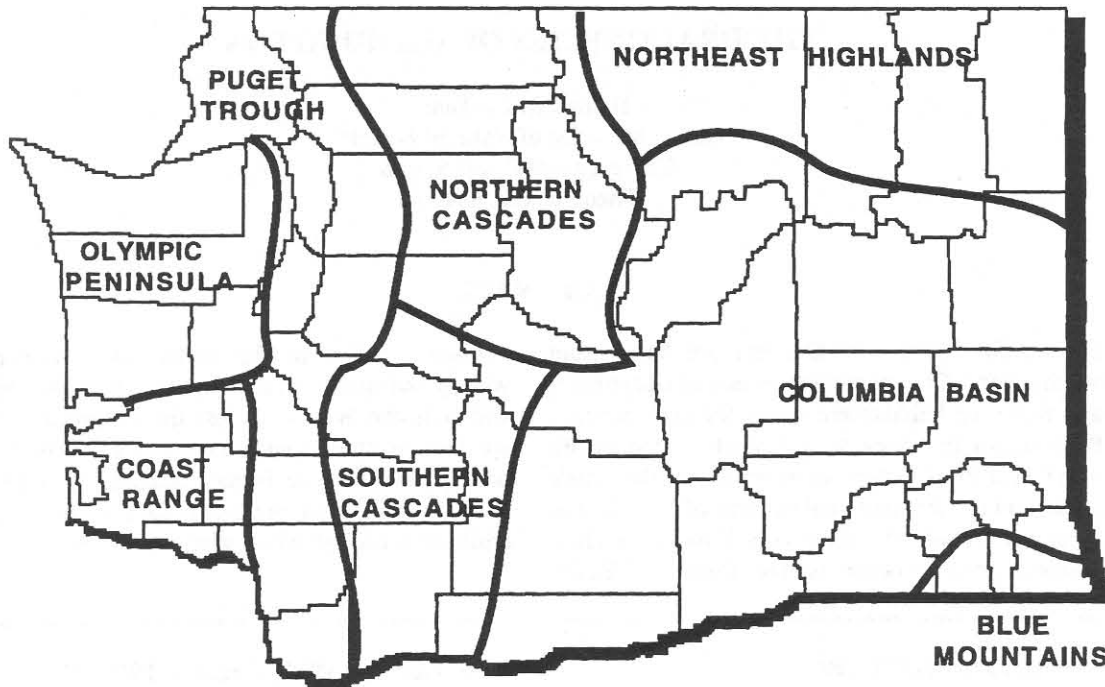 NORTHEAST HIGHLANDS
PUGET
TROUGH
NORTHERN
CASCADES
OLYMPIC
PENINSULA
COLUMBIA BASIN
COAST
RANGE
SOUTHERN
CASCADES
BLUE
MOUNTAINS